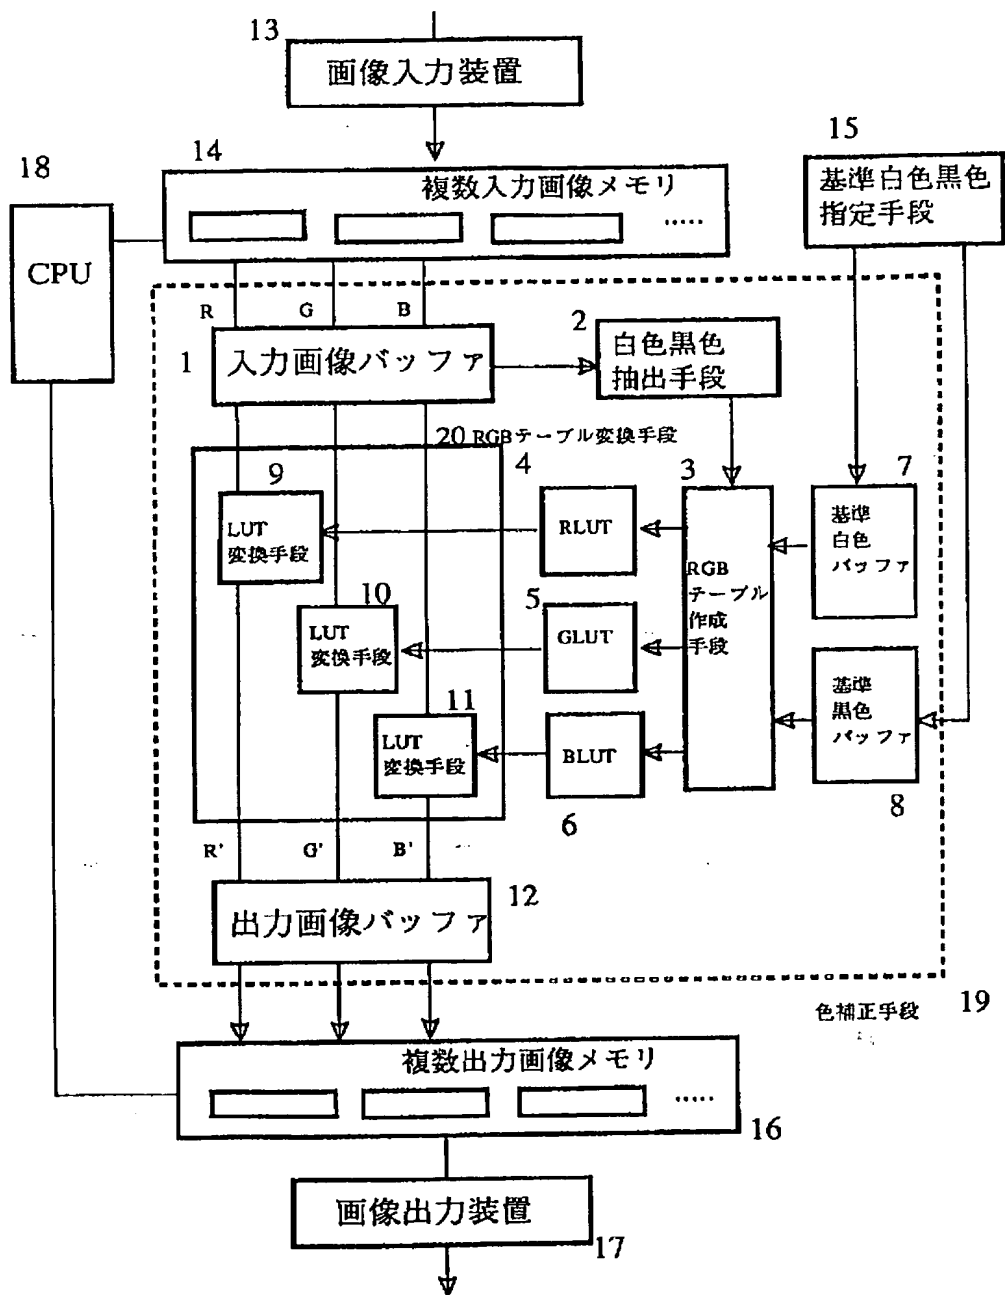 13
画像入力装置
14
複数入力画像メモリ
.....
15
基準白色黒色
指定手段
18
CPU
R
G
B
1
入力画像バッファ
2
白色黒色
抽出手段
20 RGBテーブル変換手段
9
LUT
変換手段
4
RLUT
3
RGB
テーブル
作成
手段
7
基準
白色
バッファ
10
LUT
変換手段
5
GLUT
11
LUT
変換手段
BLUT
6
基準
黒色
バッファ
8
R'
G'
B'
12
出力画像バッファ
色補正手段
19
複数出力画像メモリ
.....
16
画像出力装置
17